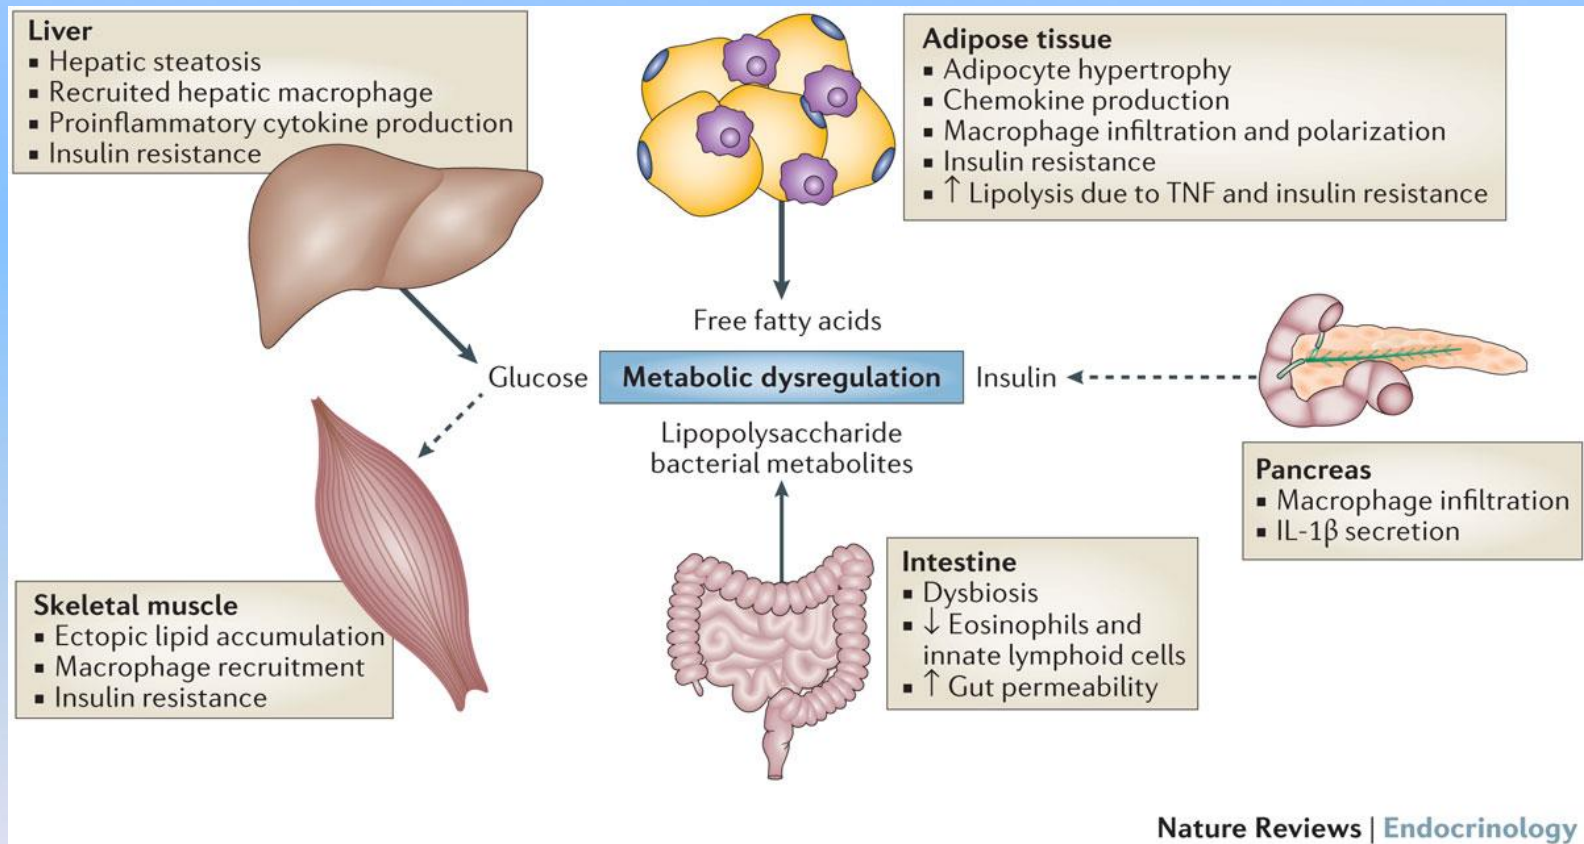 Liver
▪ Hepatic steatosis
▪ Recruited hepatic macrophage
▪ Proinflammatory cytokine production
▪ Insulin resistance
Adipose tissue
▪ Adipocyte hypertrophy
▪ Chemokine production
▪ Macrophage infiltration and polarization
▪ Insulin resistance
▪ ↑ Lipolysis due to TNF and insulin resistance
Free fatty acids
Glucose
Metabolic dysregulation
Insulin
Lipopolysaccharide
bacterial metabolites
Pancreas
▪ Macrophage infiltration
▪ IL-1β secretion
Intestine
▪ Dysbiosis
▪ ↓ Eosinophils and
innate lymphoid cells
▪ ↑ Gut permeability
Skeletal muscle
▪ Ectopic lipid accumulation
▪ Macrophage recruitment
▪ Insulin resistance
Nature Reviews | Endocrinology